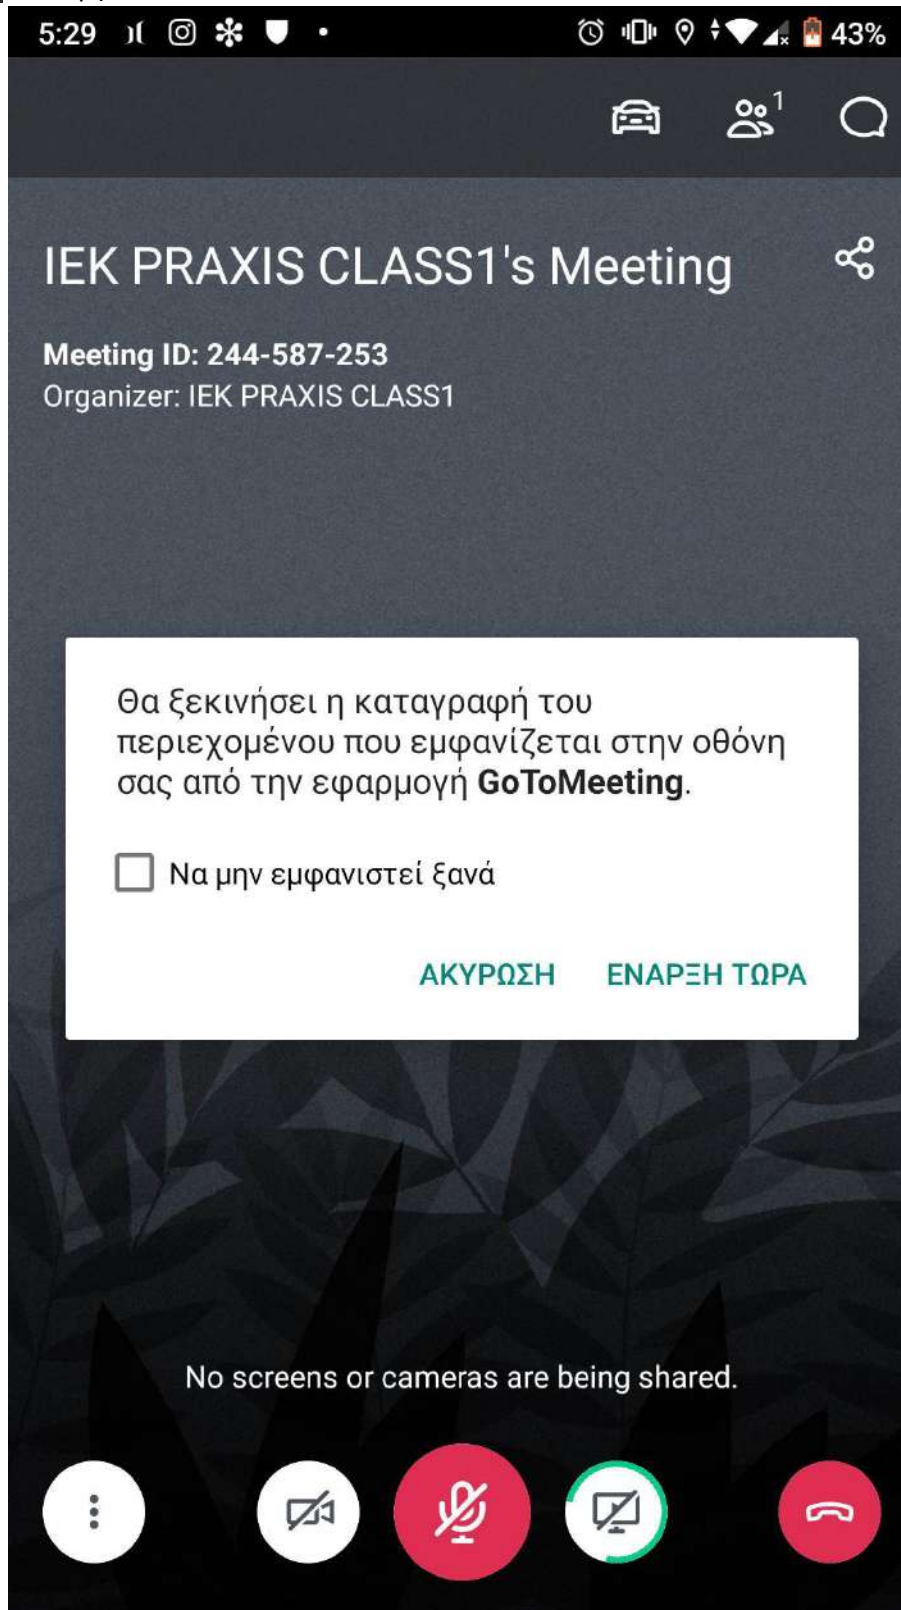 5:29
43%
1
IEK PRAXIS CLASS1's Meeting
Meeting ID: 244-587-253
Organizer: IEK PRAXIS CLASS1
Θα ξεκινήσει η καταγραφή του
περιεχομένου που εμφανίζεται στην οθόνη
σας από την εφαρμογή GoToMeeting.
Να μην εμφανιστεί ξανά
ΑΚΥΡΩΣΗ ΕΝΑΡΞΗ ΤΩΡΑ
No screens or cameras are being shared.